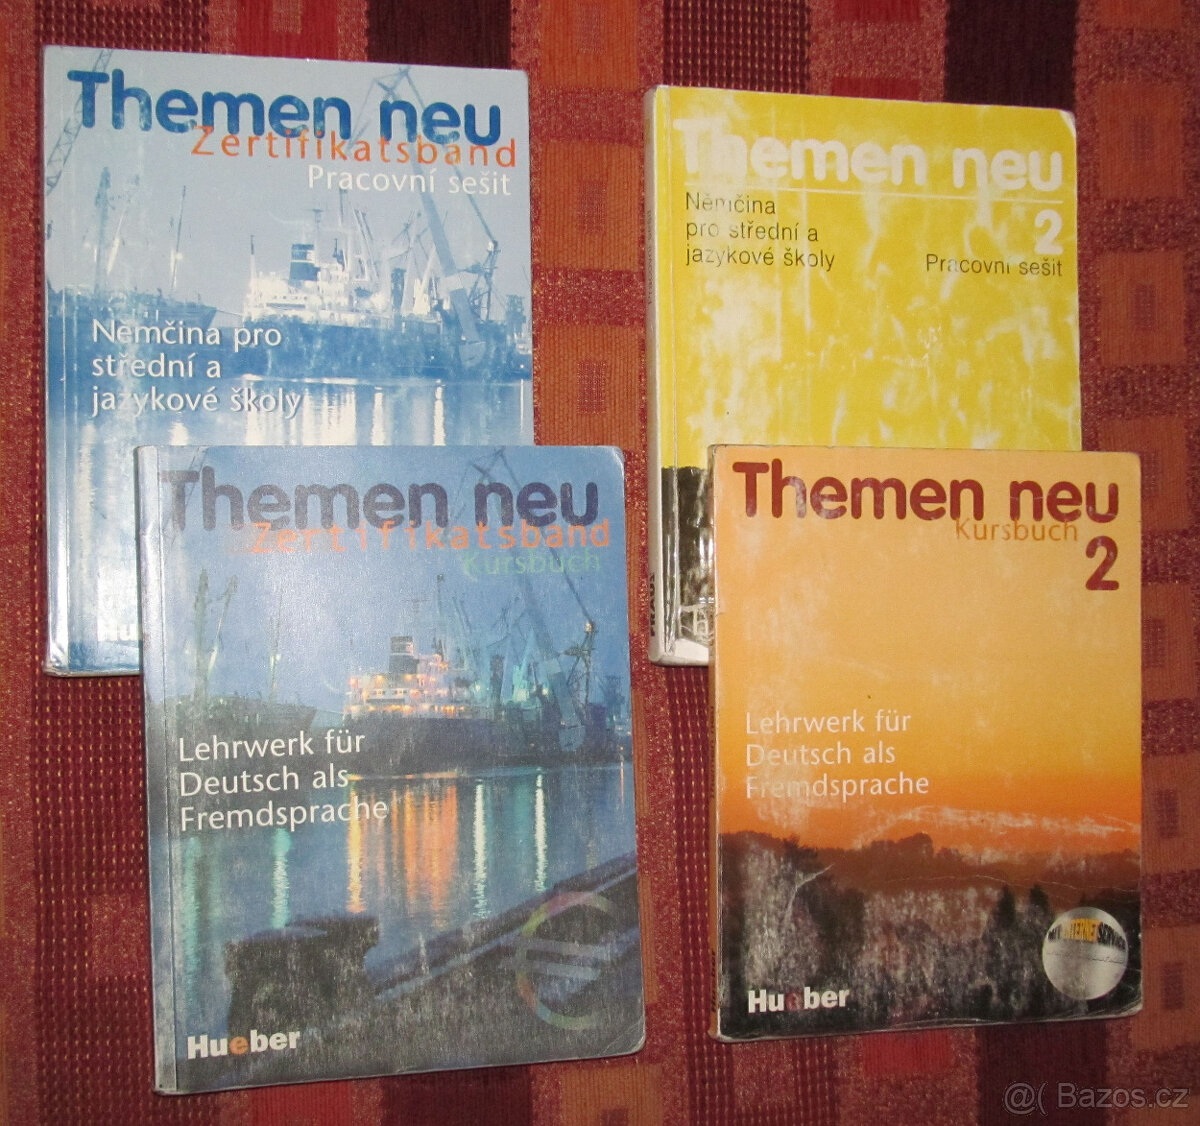 Themen neu
Zertifikatsband
Pracovní sešit
Němčina pro
střední a
jazykové školy
Hue
Themen neu
2
Němčina
pro střední a
jazykové školy
Pracovní sešit
FRAUS
Themen neu
Zertifikatsband
Kursbuch
Lehrwerk für
Deutsch als
Fremdsprache
Hueber
Themen neu
Kursbuch
2
Lehrwerk für
Deutsch als
Fremdsprache
Hueber
@( Bazos.cz